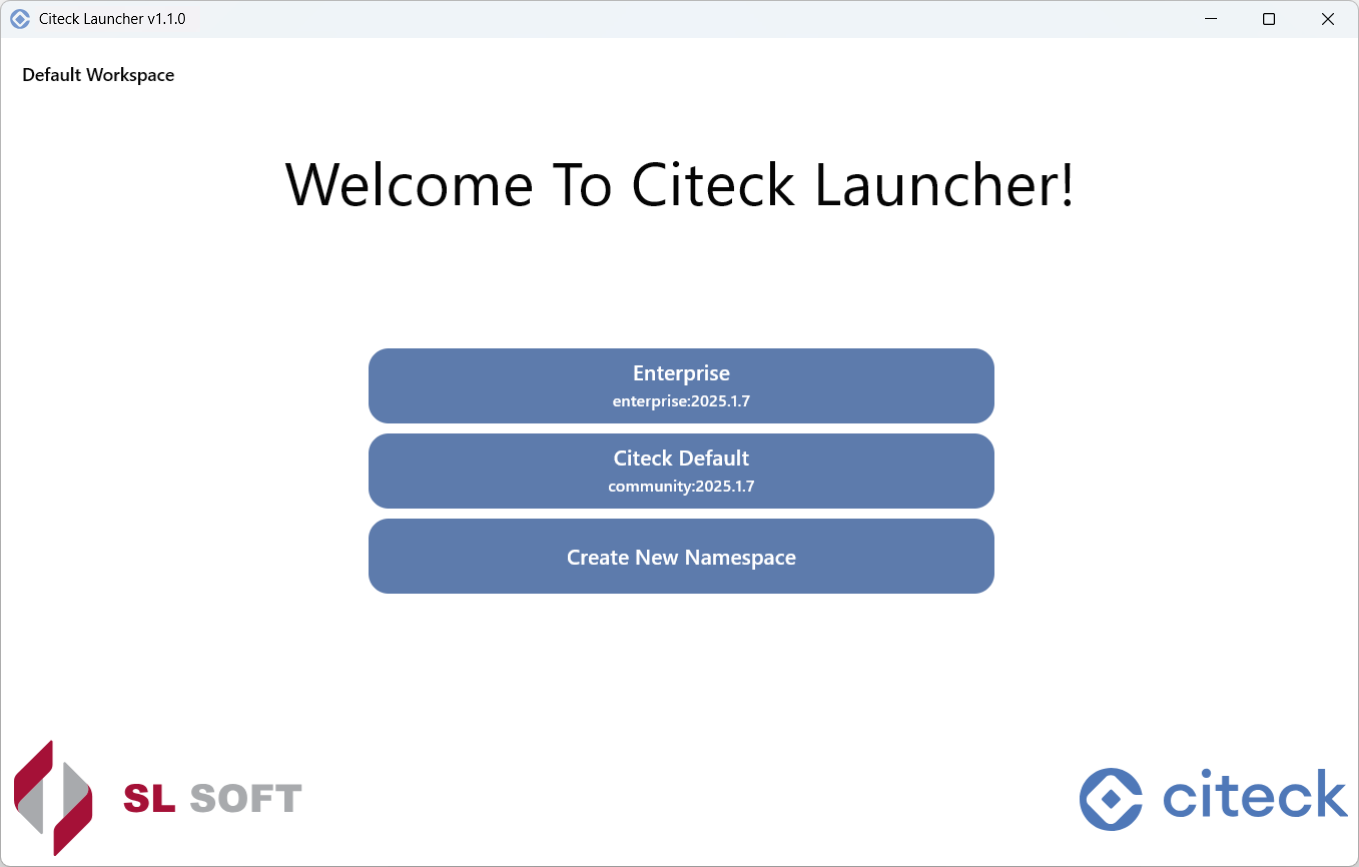 Citeck Launcher v1.1.0
Default Workspace
Welcome To Citeck Launcher!
Enterprise
enterprise:2025.1.7
Citeck Default
community:2025.1.7
Create New Namespace
SL SOFT
citeck